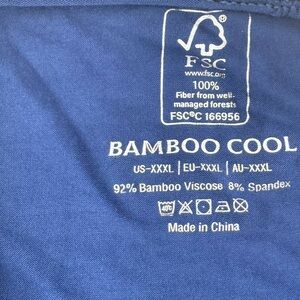 FSC
www.fsc.org
100%
Fiber from well-
managed forests
FSC®C 166956
BAMBOO COOL
US-XXXL | EU-XXXL | AU-XXXL
92% Bamboo Viscose 8% Spandex
40°C
Made in China